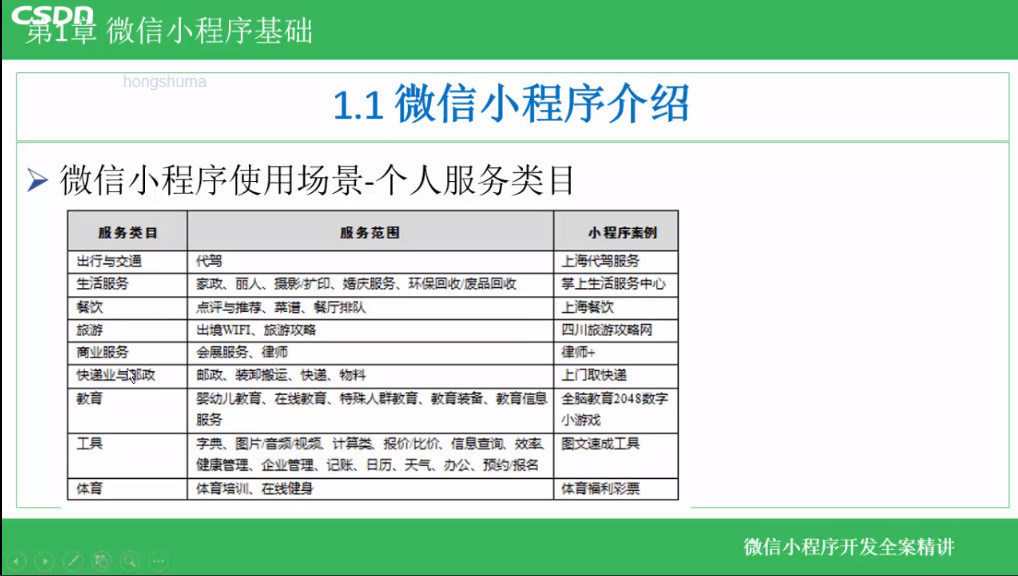 CSDN
第1章 微信小程序基础
hongshuma
1.1 微信小程序介绍
微信小程序使用场景-个人服务类目
服务类目 服务范围 小程序案例
出行与交通 代驾 上海代驾服务
生活服务 家政、丽人、摄影/扩印、婚庆服务、环保回收/废品回收 掌上生活服务中心
餐饮 点评与推荐、菜谱、餐厅排队 上海餐饮
旅游 出境WIFI、旅游攻略 四川旅游攻略网
商业服务 会展服务、律师 律师+
快递业与邮政 邮政、装卸搬运、快递、物料 上门取快递
教育 婴幼儿教育、在线教育、特殊人群教育、教育装备、教育信息 全脑教育2048数字
服务 小游戏
工具 字典、图片/音频/视频、计算类、报价/比价、信息查询、效率、 图文速成工具
健康管理、企业管理、记账、日历、天气、办公、预约/报名
体育 体育培训、在线健身 体育福利彩票
微信小程序开发全案精讲